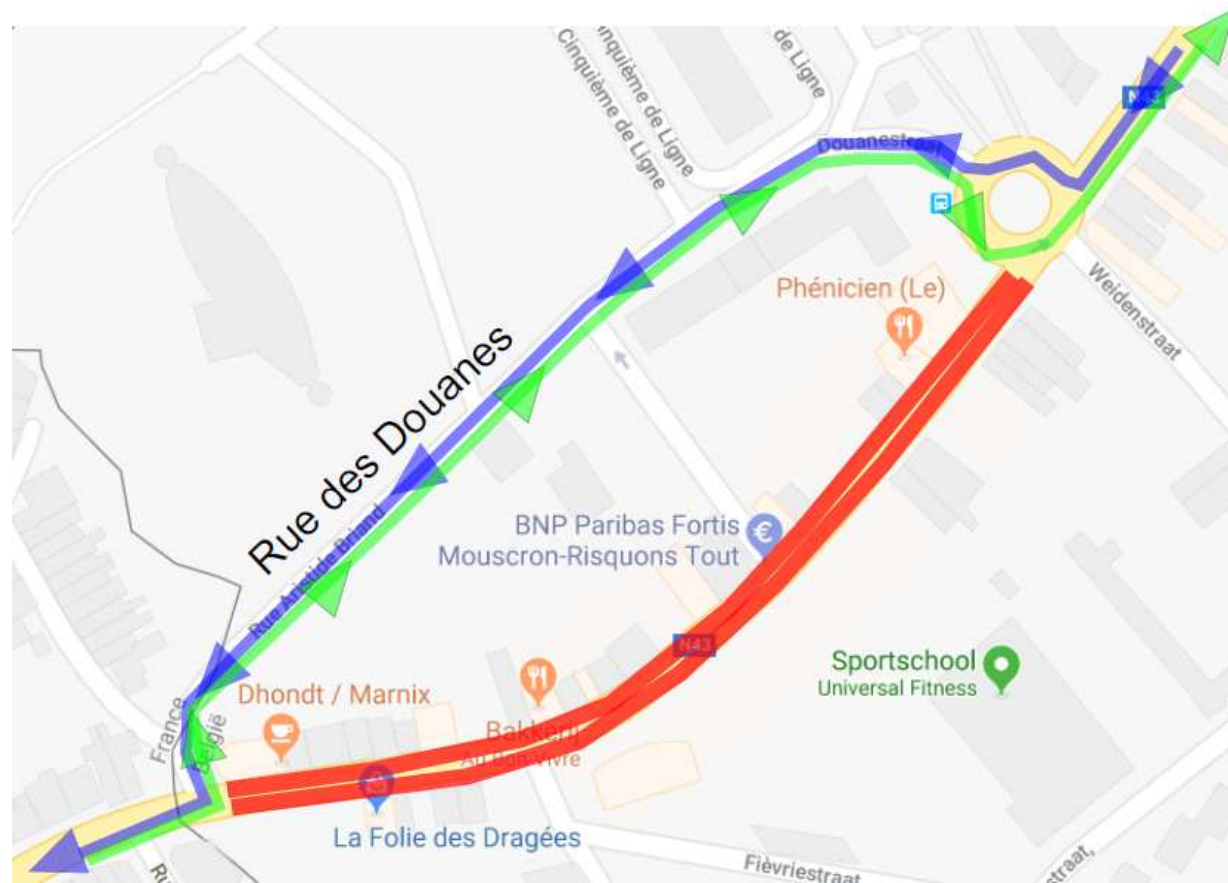 Cinquième de Ligne
Cinquième de Ligne
de Ligne
N43
Douanestraat
Phénicien (Le)
Weidenstraat
Rue des Douanes
Rue Aristide Briand
BNP Paribas Fortis
Mouscron-Risquons Tout
N43
Sportschool
Universal Fitness
Dhondt / Marnix
Bakkerij
Au Bon Vivre
France
België
La Folie des Dragées
Fièvriestraat
straat,